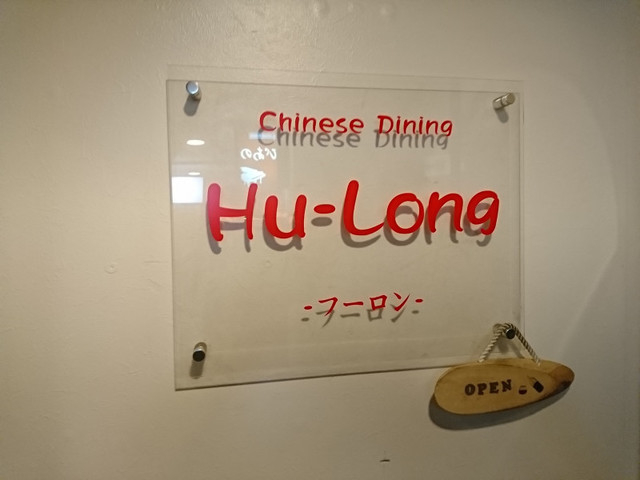 Chinese Dining
Hu-Long
-フーロン-
OPEN